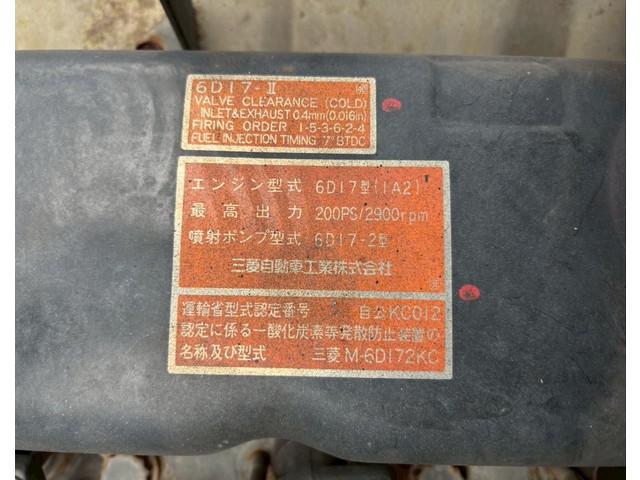 6D17-II
VALVE CLEARANCE (COLD)
INLET&EXHAUST 0.4mm(0.016in)
FIRING ORDER 1-5-3-6-2-4
FUEL INJECTION TIMING 7°BTDC
エンジン型式 6D17型(1A2)
最高出力 200PS/2900rpm
噴射ポンプ型式 6D17-2型
三菱自動車工業株式会社
運輸省型式認定番号 自公KC012
認定に係る一酸化炭素等発散防止装置の
名称及び型式 三菱M-6D172KC